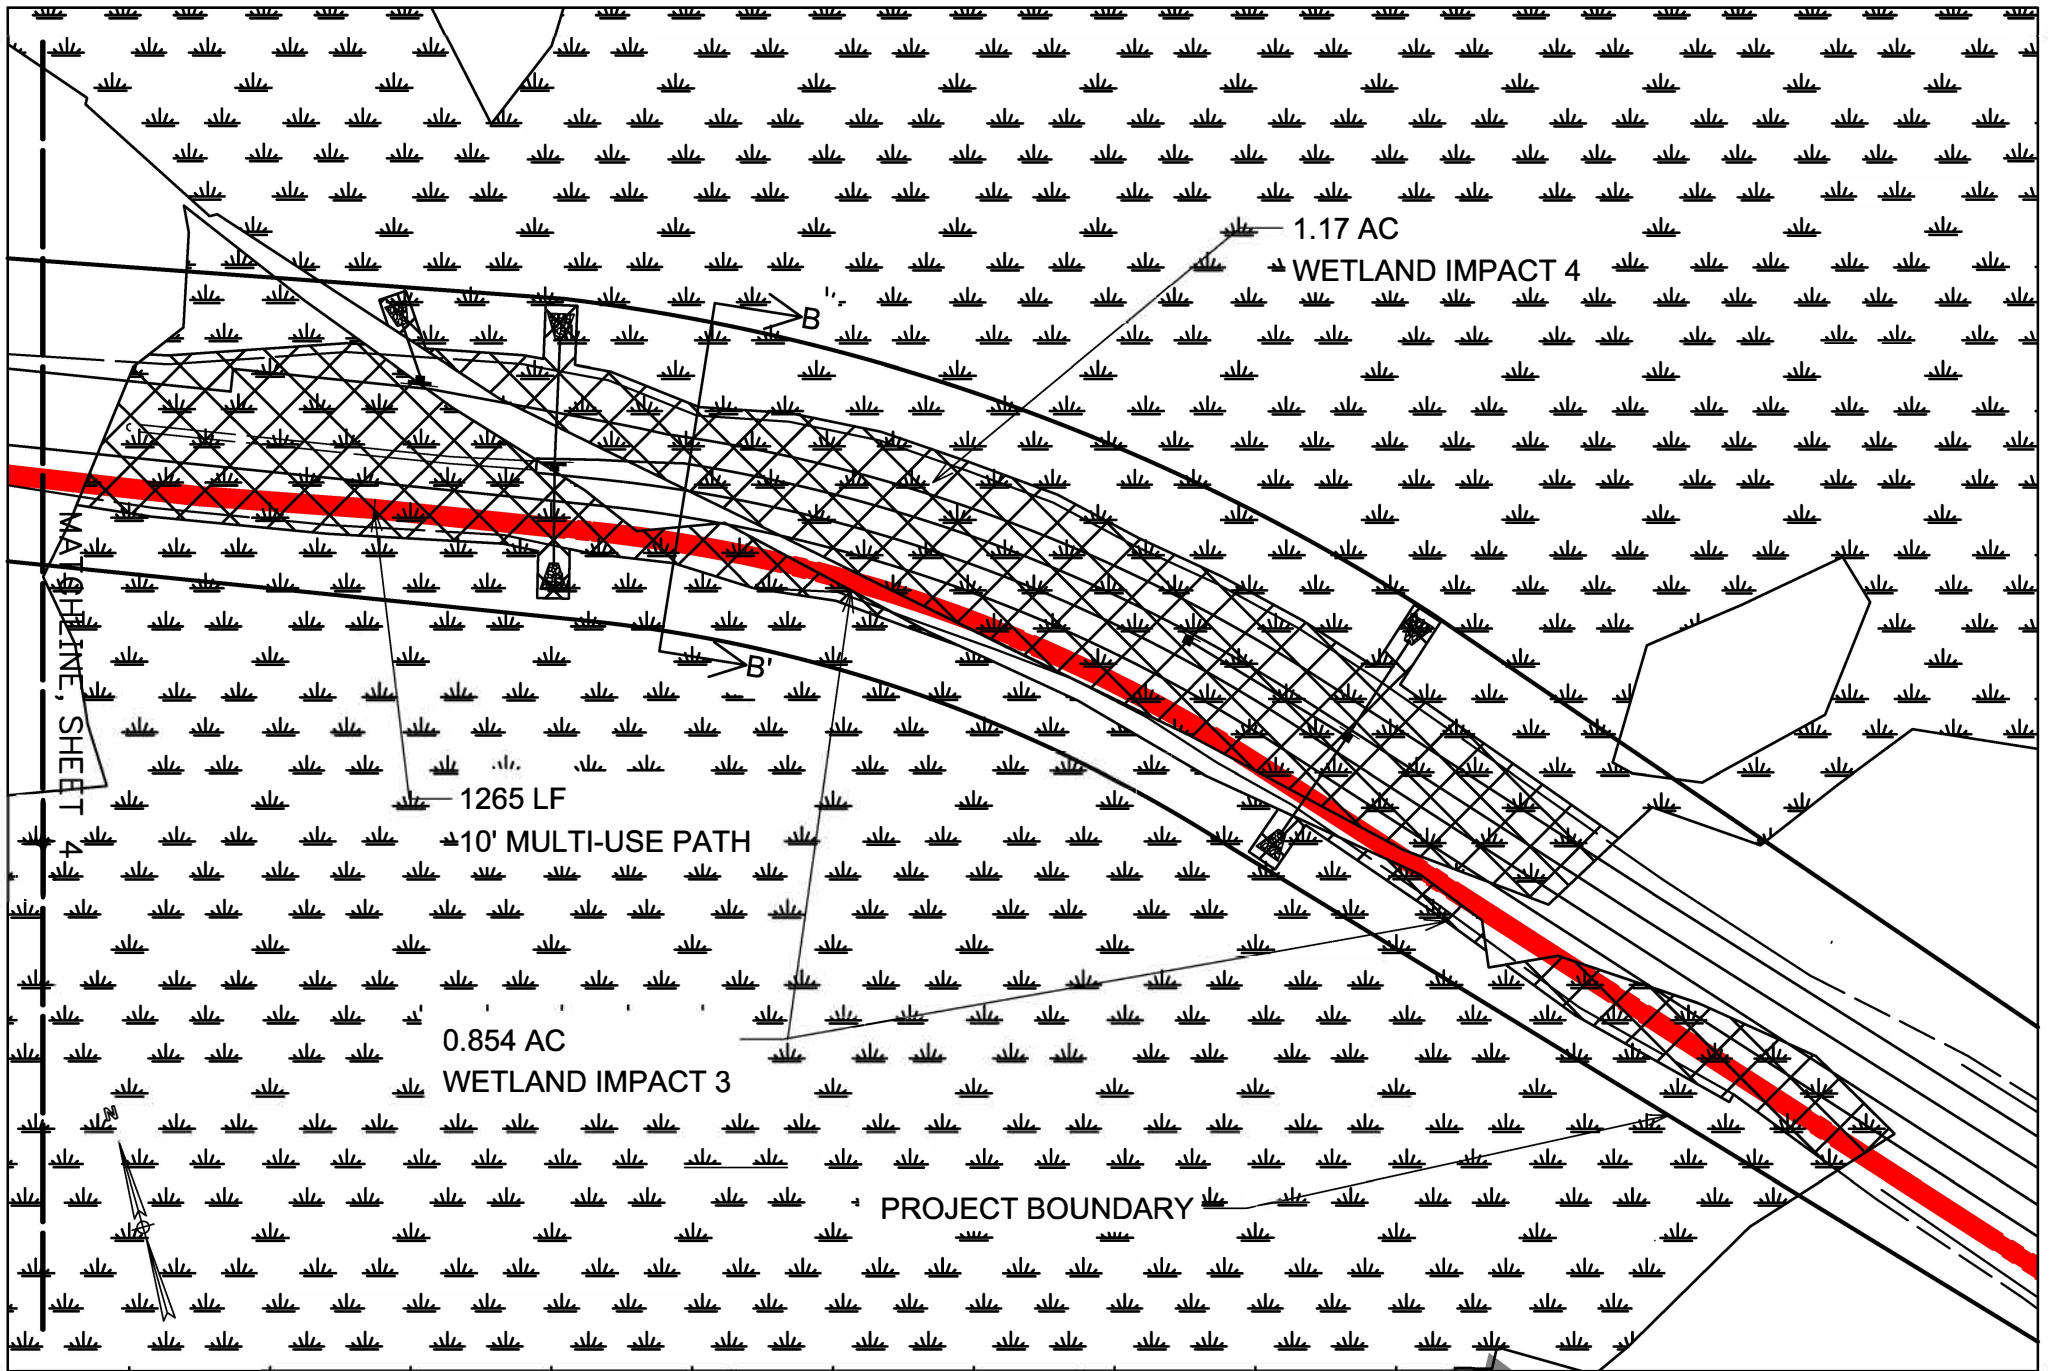 1.17 AC
WETLAND IMPACT 4
B
B'
MATCHLINE, SHEET 4
1265 LF
10' MULTI-USE PATH
0.854 AC
WETLAND IMPACT 3
N
PROJECT BOUNDARY